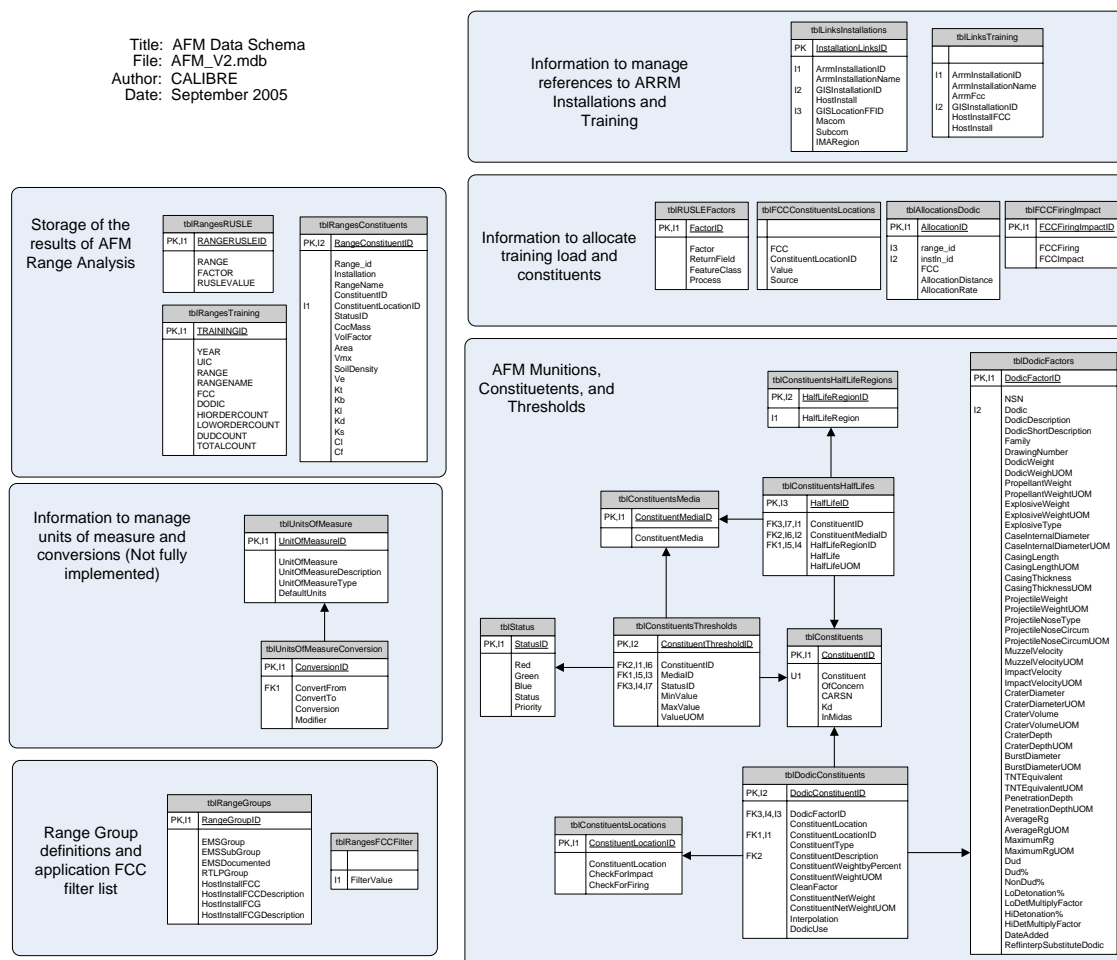 Title: AFM Data Schema
File: AFM_V2.mdb
Author: CALIBRE
Date: September 2005
Information to manage
references to ARRM
Installations and
Training
tblLinksInstallations
PK InstallationLinksID
I1 ArrmInstallationID
ArrmInstallationName
I2 GISInstallationID
HostInstall
I3 GISLocationFFID
Macom
Subcom
IMARegion
tblLinksTraining
I1 ArrmInstallationID
ArrmInstallationName
ArrmFcc
I2 GISInstallationID
HostInstallFCC
HostInstall
Storage of the
results of AFM
Range Analysis
tblRangesRUSLE
PK,I1 RANGERUSLEID
RANGE
FACTOR
RUSLEVALUE
tblRangesTraining
PK,I1 TRAININGID
YEAR
UIC
RANGE
RANGENAME
FCC
DODIC
HIORDERCOUNT
LOWORDERCOUNT
DUDCOUNT
TOTALCOUNT
tblRangesConstituents
PK,I2 RangeConstituentID
Range_id
Installation
RangeName
ConstituentID
I1 ConstituentLocationID
StatusID
CocMass
VolFactor
Area
Vmx
SoilDensity
Ve
Kt
Kb
Kl
Kd
Ks
Cl
Cf
Information to allocate
training load and
constituents
tblRUSLEFactors
PK,I1 FactorID
Factor
ReturnField
FeatureClass
Process
tblFCCConstituentsLocations
FCC
ConstituentLocationID
Value
Source
tblAllocationsDodic
PK,I1 AllocationID
I3 range_id
I2 instln_id
FCC
AllocationDistance
AllocationRate
tblFCCFiringImpact
PK,I1 FCCFiringImpactID
FCCFiring
FCCImpact
Information to manage
units of measure and
conversions (Not fully
implemented)
tblUnitsOfMeasure
PK,I1 UnitOfMeasureID
UnitOfMeasure
UnitOfMeasureDescription
UnitOfMeasureType
DefaultUnits
tblUnitsOfMeasureConversion
PK,I1 ConversionID
FK1 ConvertFrom
ConvertTo
Conversion
Modifier
Range Group
definitions and
application FCC
filter list
tblRangeGroups
PK,I1 RangeGroupID
EMSGroup
EMSSubGroup
EMSDocumented
RTLPGroup
HostInstallFCC
HostInstallFCCDescription
HostInstallFCG
HostInstallFCGDescription
tblRangesFCCFilter
I1 FilterValue
AFM Munitions,
Constituetents, and
Thresholds
tblConstituentsHalfLifeRegions
PK,I2 HalfLifeRegionID
I1 HalfLifeRegion
tblConstituentsMedia
PK,I1 ConstituentMediaID
ConstituentMedia
tblConstituentsHalfLifes
PK,I3 HalfLifeID
FK3,I7,I1 ConstituentID
FK2,I6,I2 ConstituentMediaID
FK1,I5,I4 HalfLifeRegionID
HalfLife
HalfLifeUOM
tblStatus
PK,I1 StatusID
Red
Green
Blue
Status
Priority
tblConstituentsThresholds
PK,I2 ConstituentThresholdID
FK2,I1,I6 ConstituentID
FK1,I5,I3 MediaID
FK3,I4,I7 StatusID
MinValue
MaxValue
ValueUOM
tblConstituents
PK,I1 ConstituentID
U1 Constituent
OfConcern
CARSN
Kd
InMidas
tblConstituentsLocations
PK,I1 ConstituentLocationID
ConstituentLocation
CheckForImpact
CheckForFiring
tblDodicConstituents
PK,I2 DodicConstituentID
FK3,I4,I3 DodicFactorID
ConstituentLocation
FK1,I1 ConstituentLocationID
ConstituentType
FK2 ConstituentDescription
ConstituentWeightbyPercent
ConstituentWeightUOM
CleanFactor
ConstituentNetWeight
ConstituentNetWeightUOM
Interpolation
DodicUse
tblDodicFactors
PK,I1 DodicFactorID
NSN
I2 Dodic
DodicDescription
DodicShortDescription
Family
DrawingNumber
DodicWeight
DodicWeighUOM
PropellantWeight
PropellantWeightUOM
ExplosiveWeight
ExplosiveWeightUOM
ExplosiveType
CaseInternalDiameter
CaseInternalDiameterUOM
CasingLength
CasingLengthUOM
CasingThickness
CasingThicknessUOM
ProjectileWeight
ProjectileWeightUOM
ProjectileNoseType
ProjectileNoseCircum
ProjectileNoseCircumUOM
MuzzelVelocity
MuzzelVelocityUOM
ImpactVelocity
ImpactVelocityUOM
CraterDiameter
CraterDiameterUOM
CraterVolume
CraterVolumeUOM
CraterDepth
CraterDepthUOM
BurstDiameter
BurstDiameterUOM
TNTEquivalent
TNTEquivalentUOM
PenetrationDepth
PenetrationDepthUOM
AverageRg
AverageRgUOM
MaximumRg
MaximumRgUOM
Dud
Dud%
NonDud%
LoDetonation%
LoDetMultiplyFactor
HiDetonation%
HiDetMultiplyFactor
DateAdded
RefIinterpSubstituteDodic